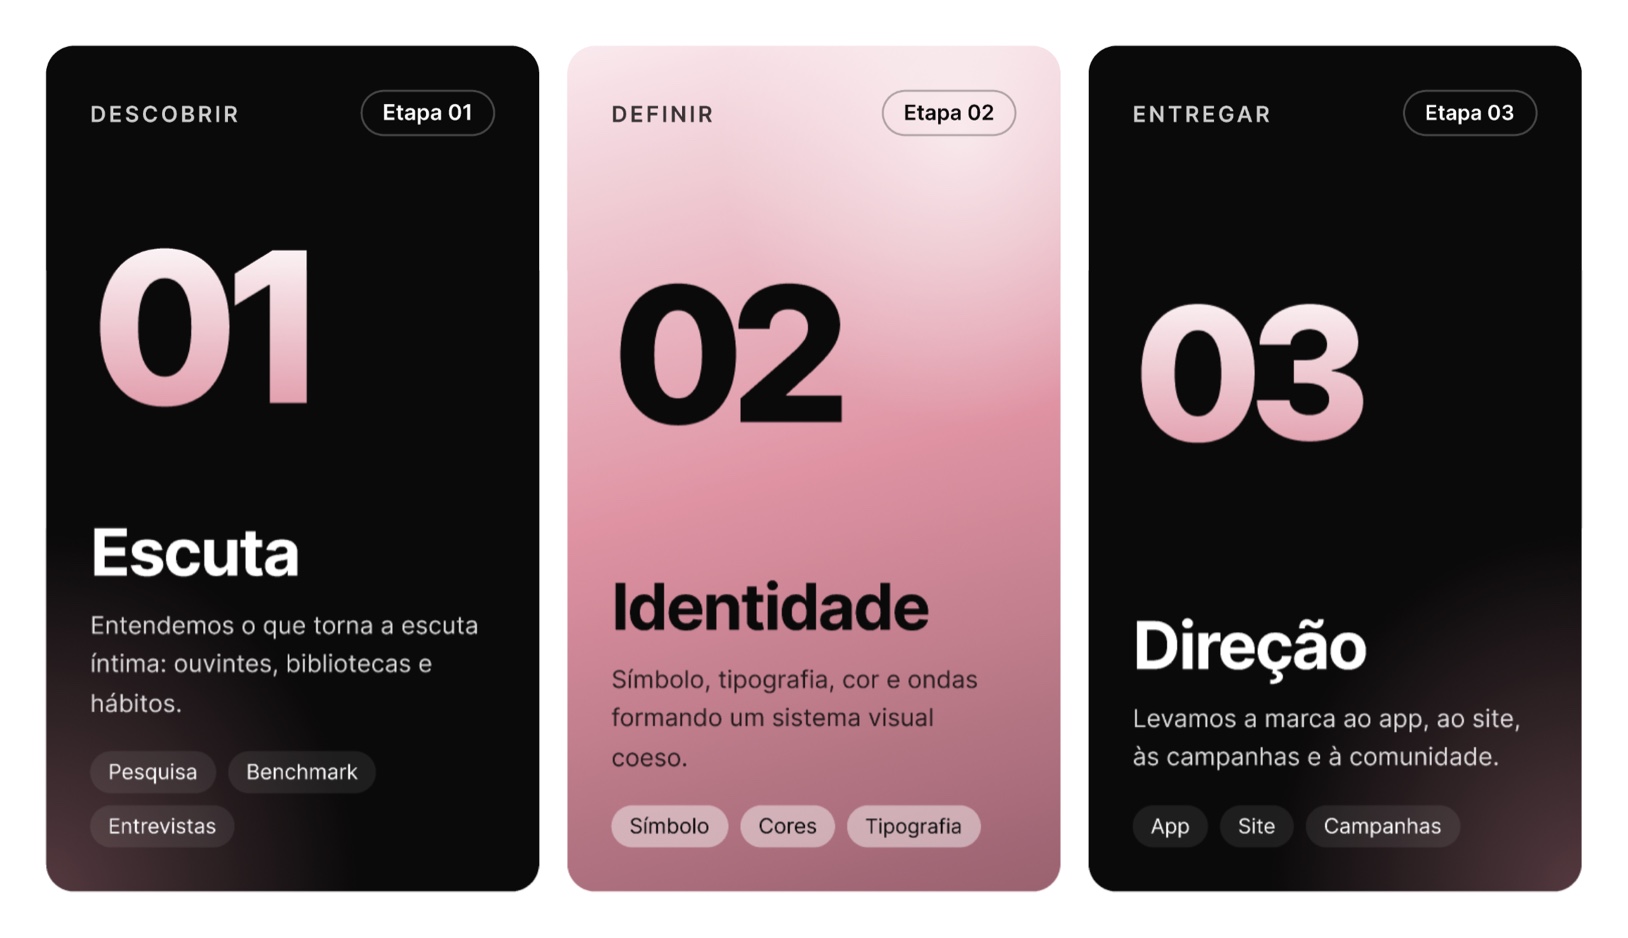 DESCOBRIR
Etapa 01
01
Escuta
Entendemos o que torna a escuta
íntima: ouvintes, bibliotecas e
hábitos.
Pesquisa
Benchmark
Entrevistas
DEFINIR
Etapa 02
02
Identidade
Símbolo, tipografia, cor e ondas
formando um sistema visual
coeso.
Símbolo
Cores
Tipografia
ENTREGAR
Etapa 03
03
Direção
Levamos a marca ao app, ao site,
às campanhas e à comunidade.
App
Site
Campanhas